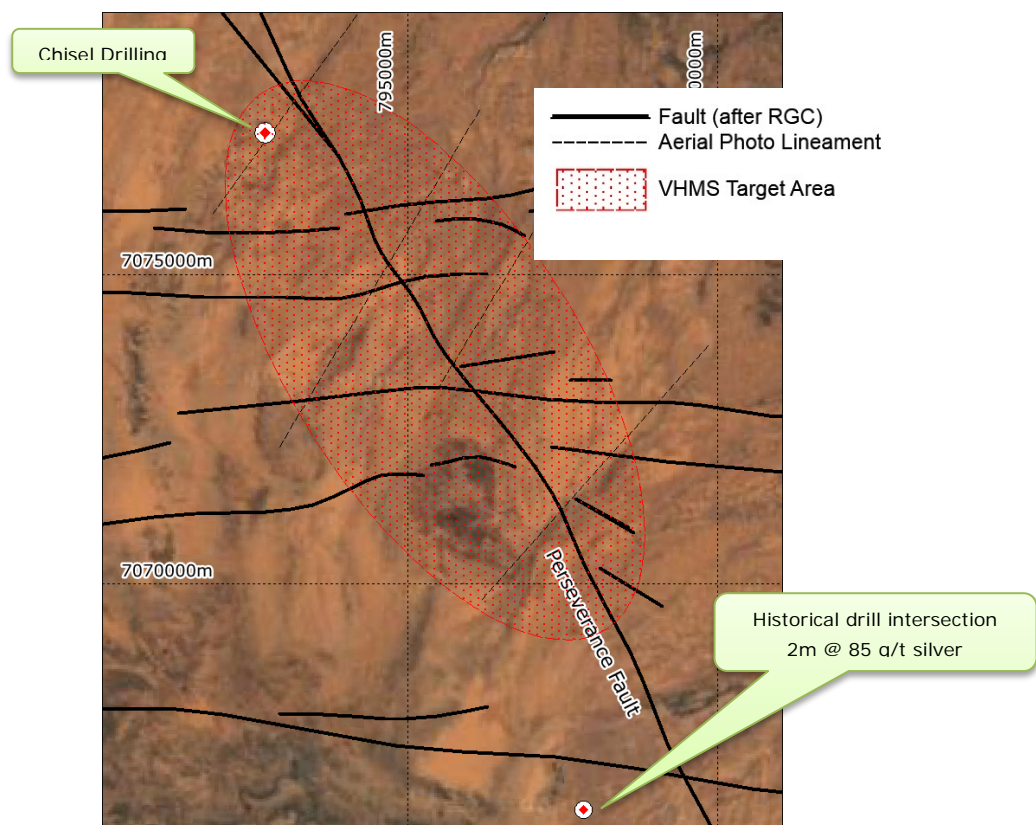 Chisel Drilling
795000m
0000m
Fault (after RGC)
Aerial Photo Lineament
VHMS Target Area
7075000m
7070000m
Perseverance Fault
Historical drill intersection
2m @ 85 g/t silver